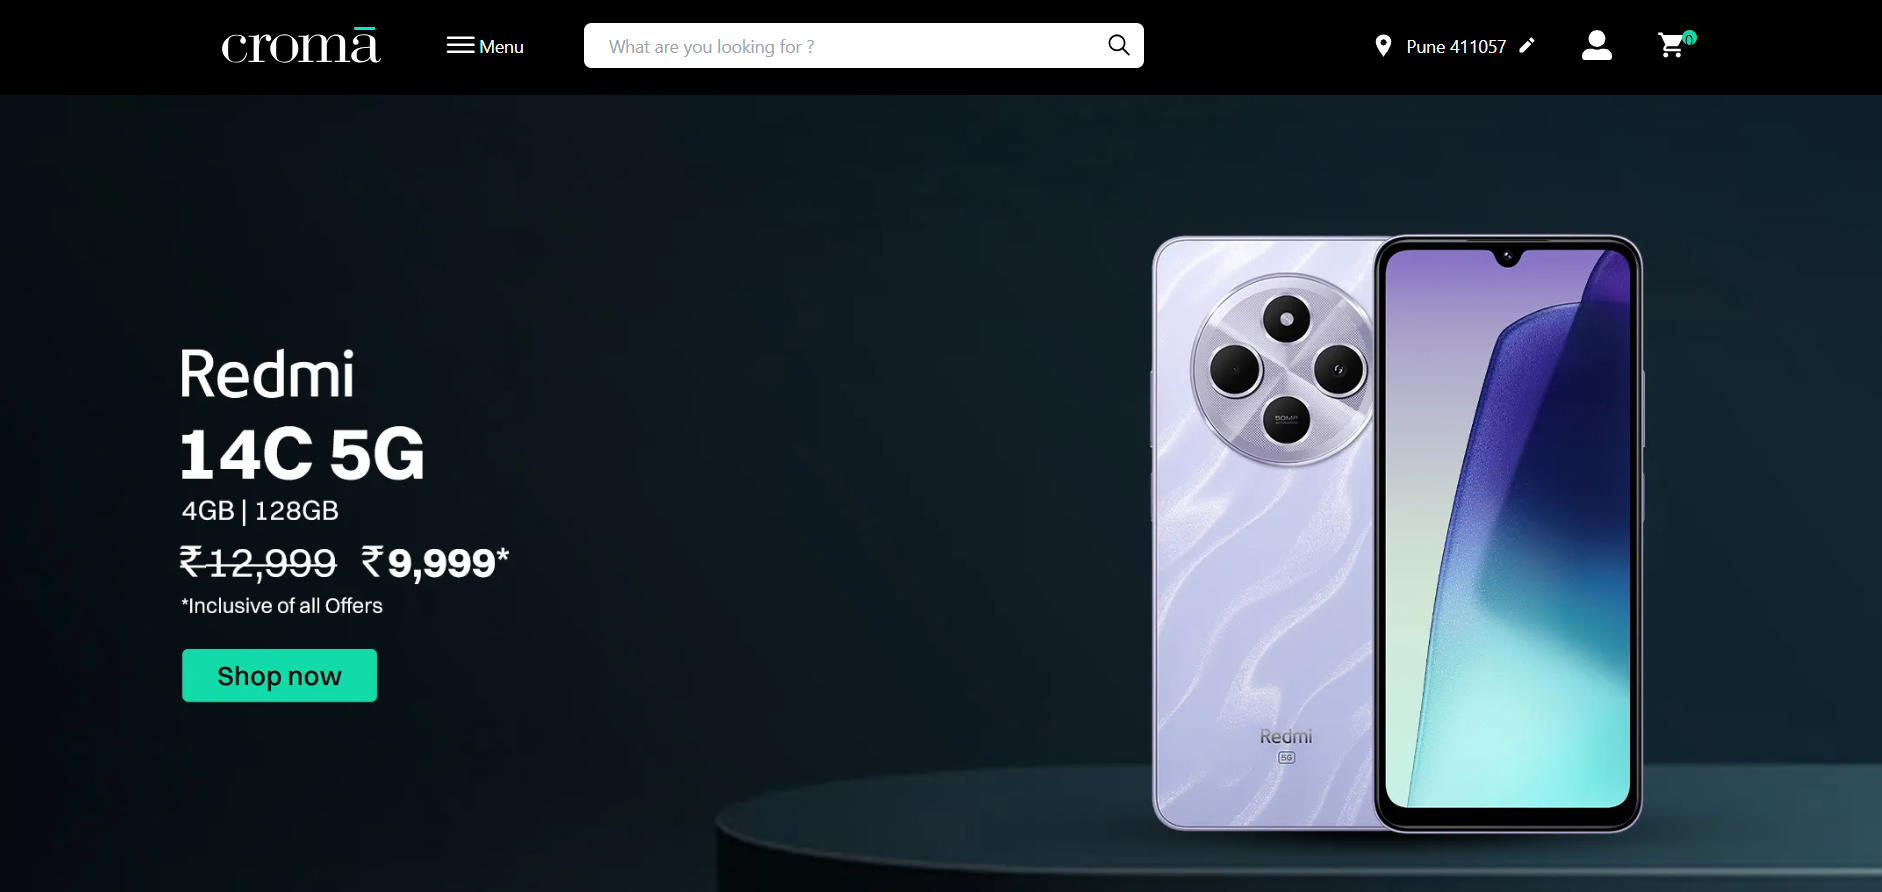 cromā
Menu
What are you looking for ?
Pune 411057
0
Redmi
14C 5G
4GB | 128GB
₹12,999 ₹9,999*
*Inclusive of all Offers
Shop now
50MP
Redmi
5G